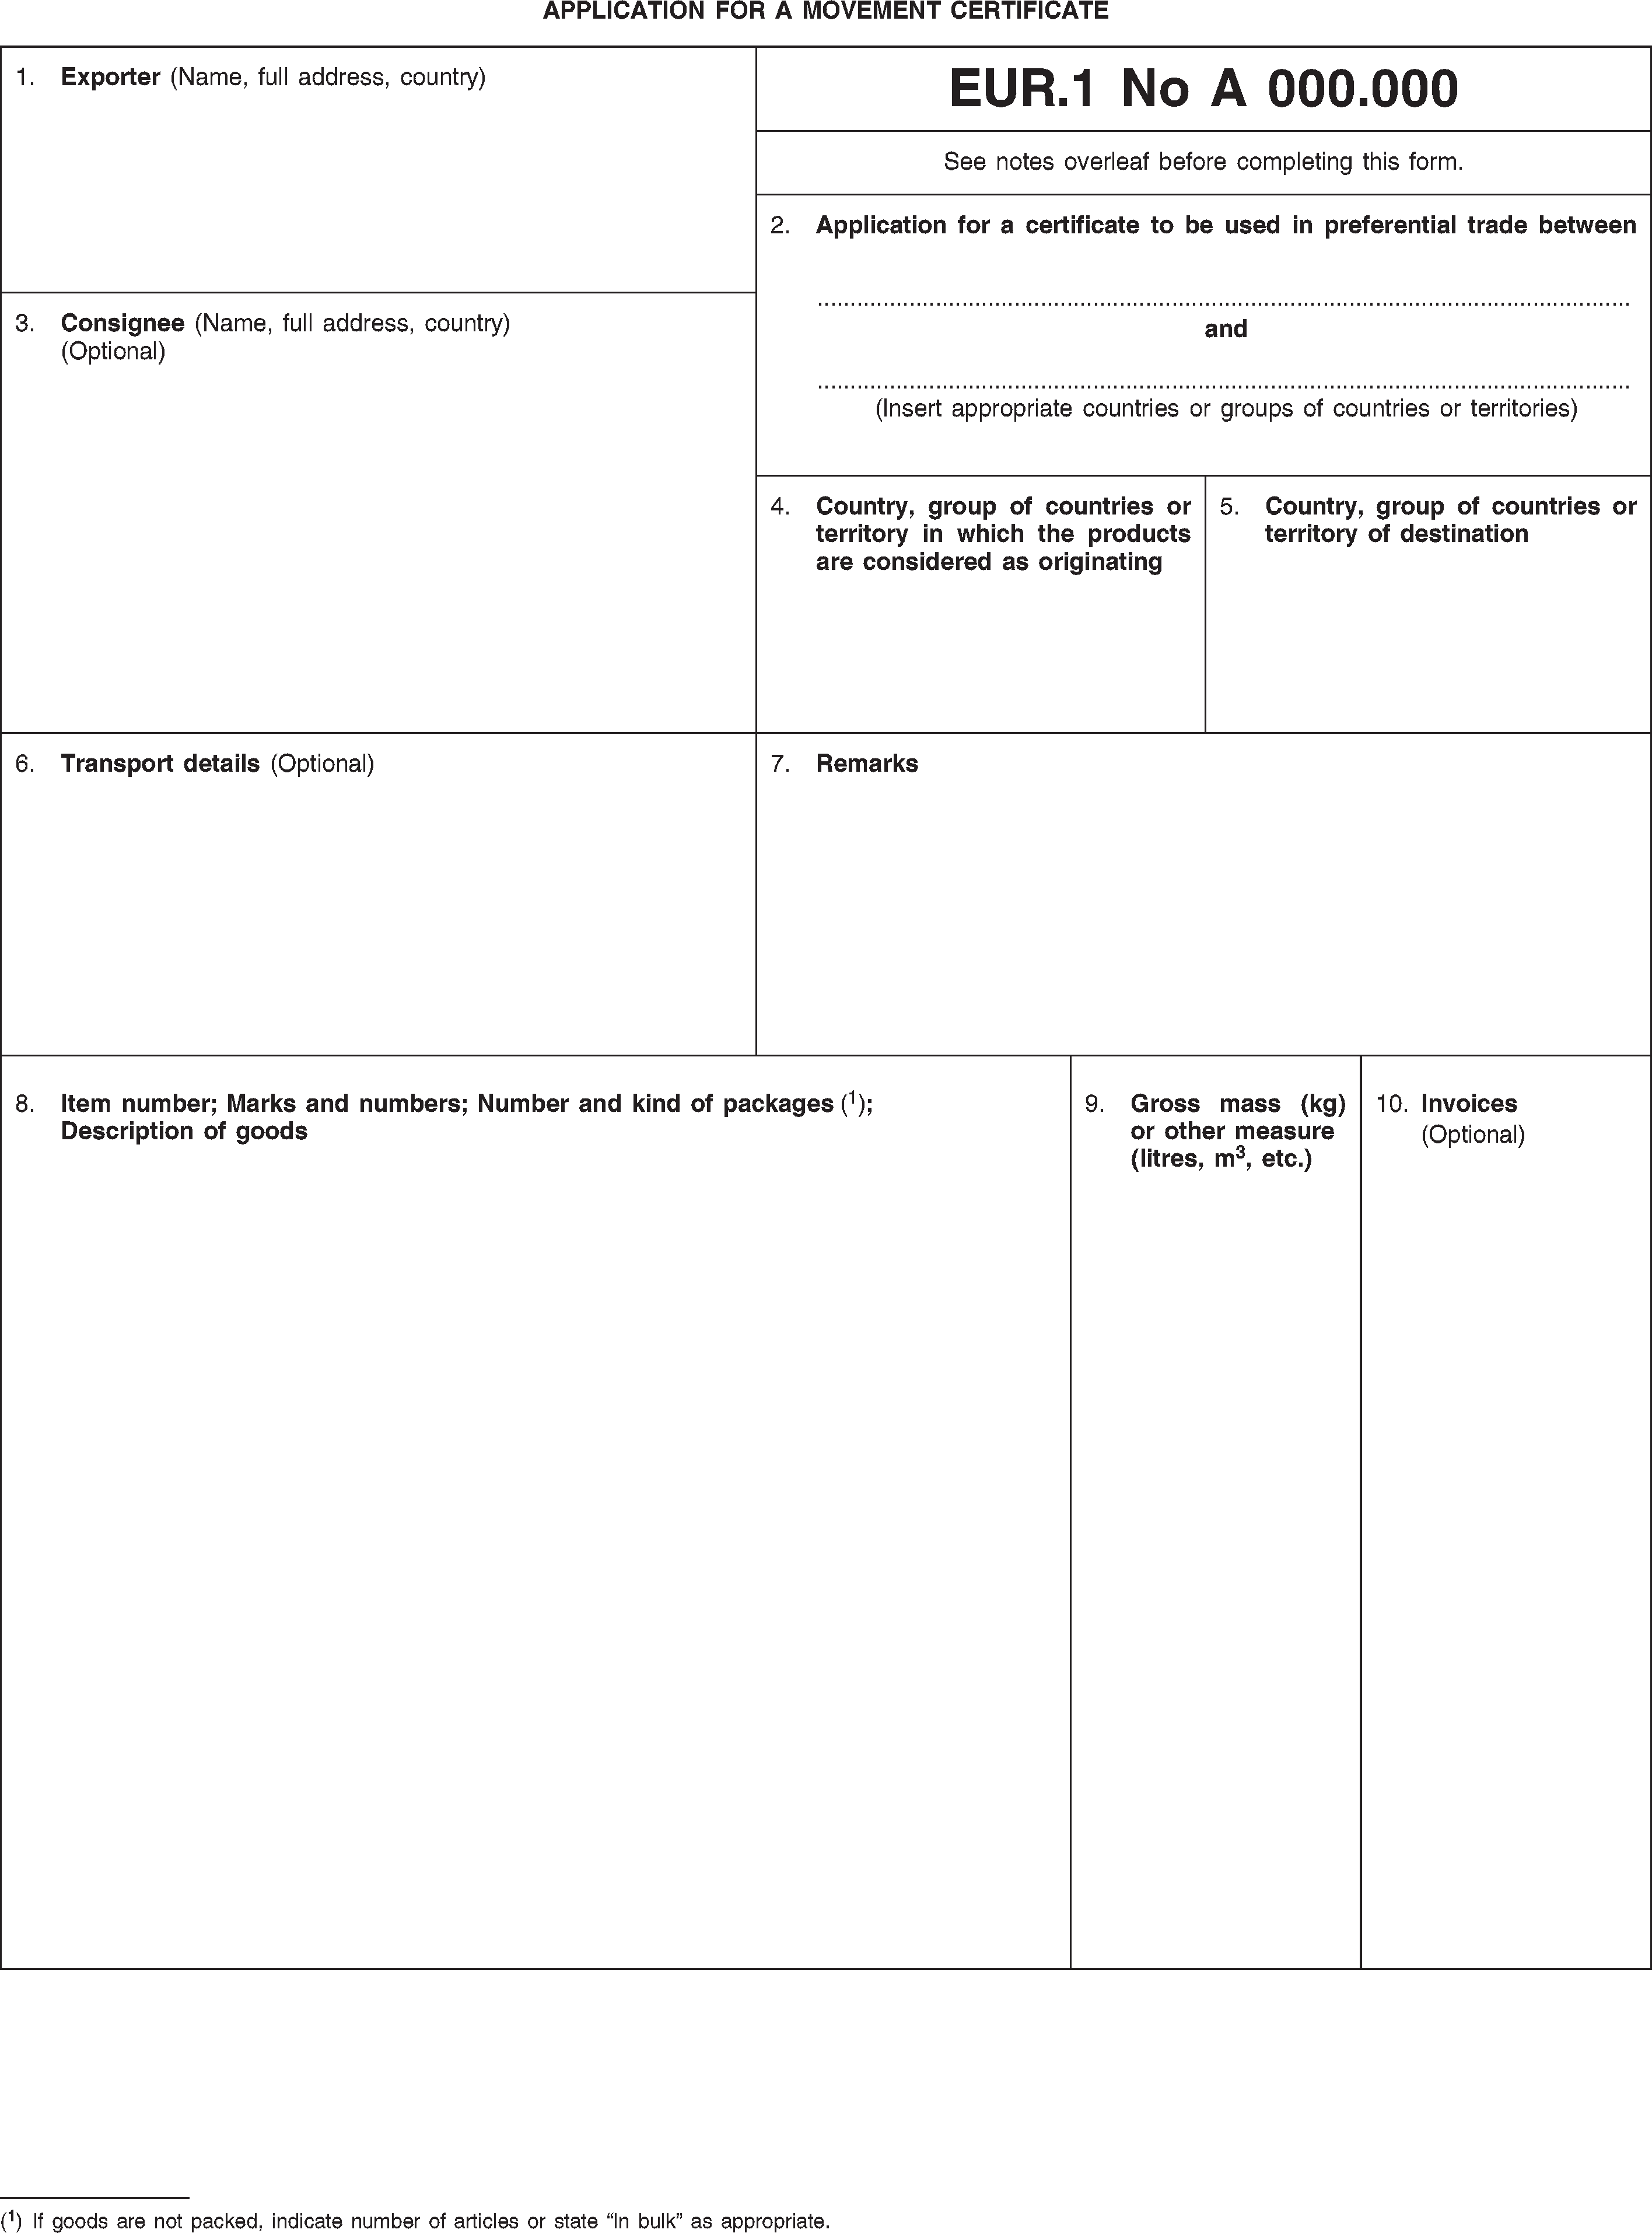 APPLICATION FOR A MOVEMENT CERTIFICATE
1. Exporter (Name, full address, country)
EUR.1 No A 000.000
See notes overleaf before completing this form.
2. Application for a certificate to be used in preferential trade between
..........................................................................................................................
and
..........................................................................................................................
(Insert appropriate countries or groups of countries or territories)
3. Consignee (Name, full address, country)
(Optional)
4. Country, group of countries or
territory in which the products
are considered as originating
5. Country, group of countries or
territory of destination
6. Transport details (Optional)
7. Remarks
8. Item number; Marks and numbers; Number and kind of packages (¹);
Description of goods
9. Gross mass (kg)
or other measure
(litres, m³, etc.)
10. Invoices
(Optional)
(¹) If goods are not packed, indicate number of articles or state “In bulk” as appropriate.